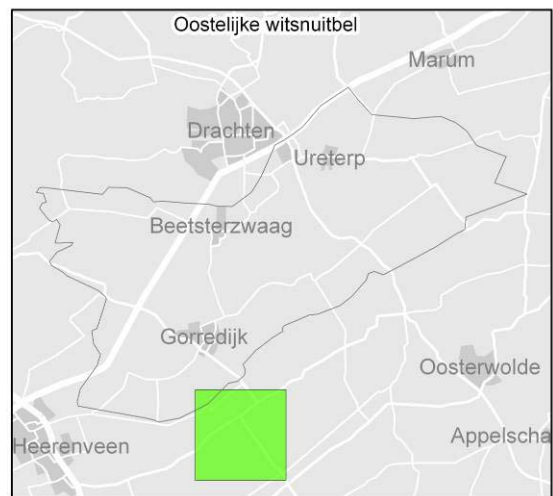 Oostelijke witsnuitbel
Marum
Drachten
Ureterp
Beetsterzwaag
Gorredijk
Oosterwolde
Heerenveen
Appelscha